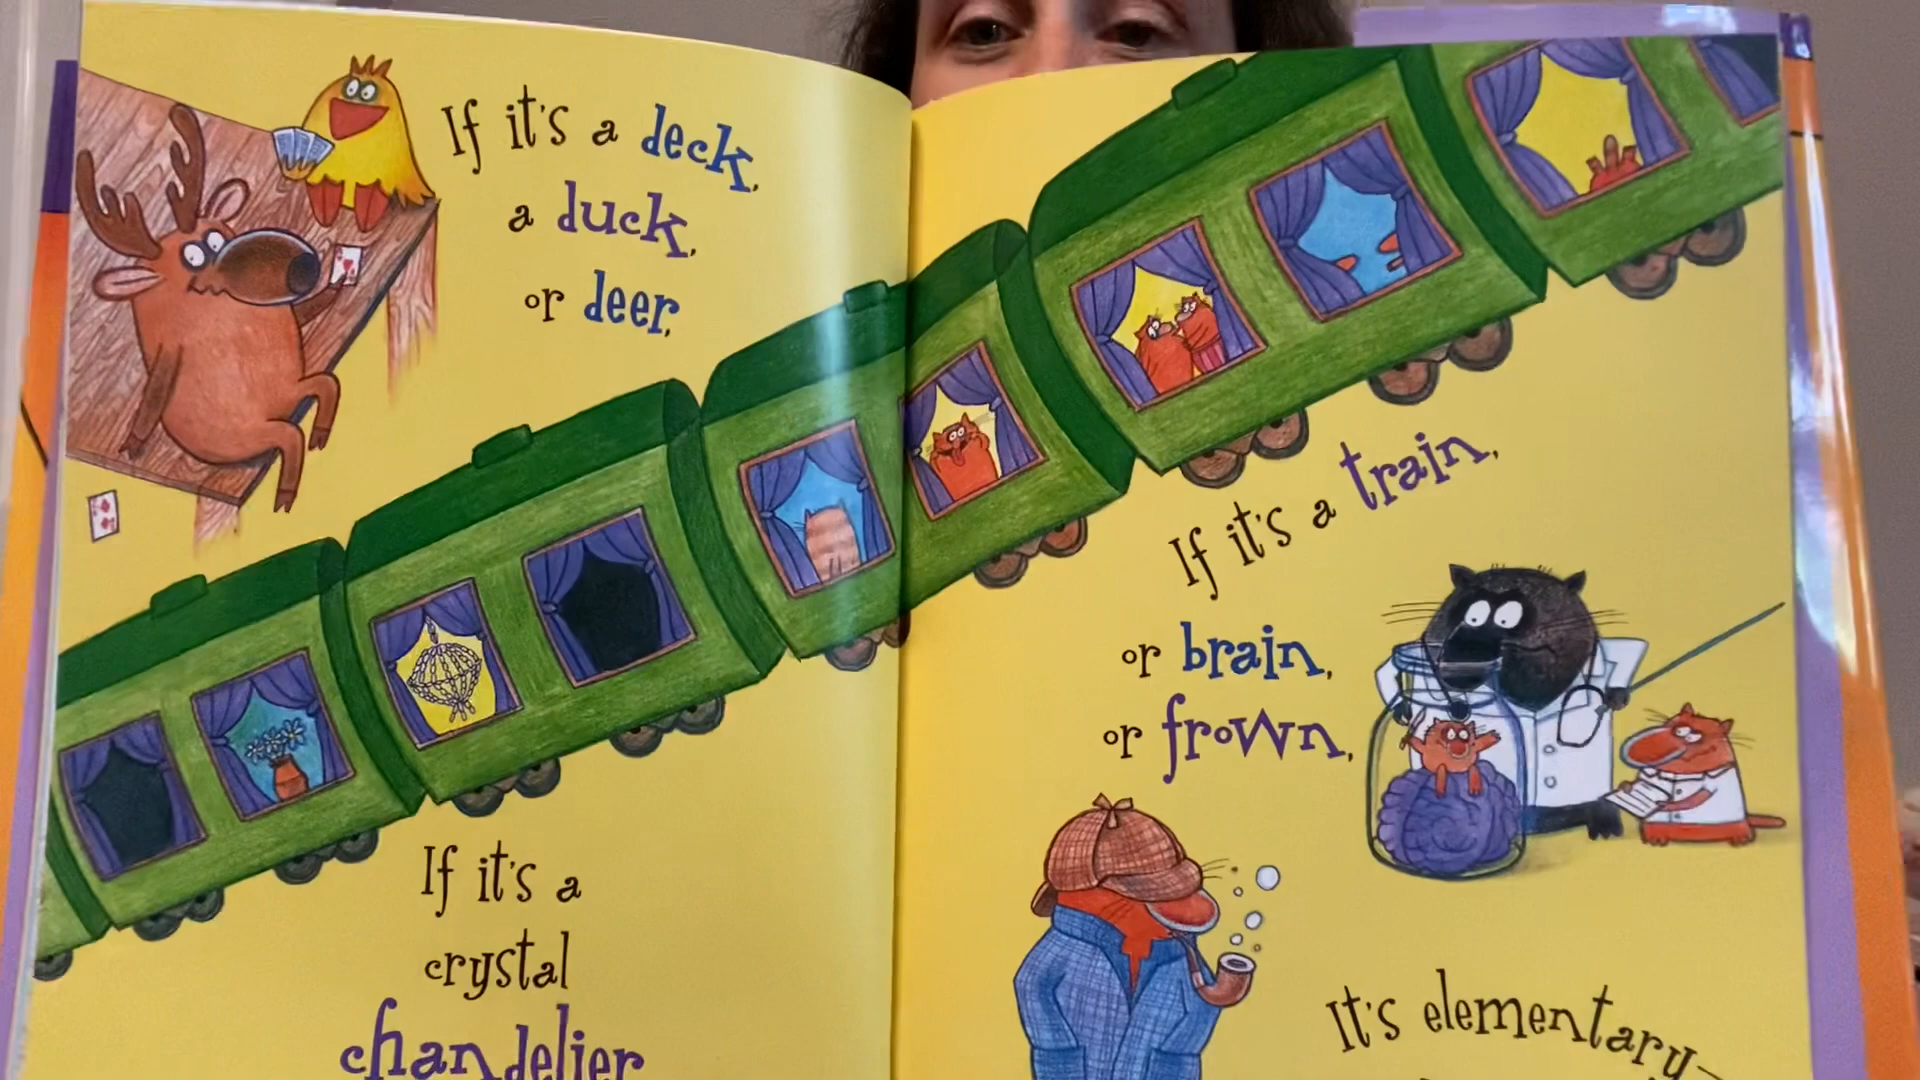 If it's a deck,
a duck,
or deer,
If it's a
crystal
chandelier
If it's a train,
or brain,
or frown,
It's elementary—